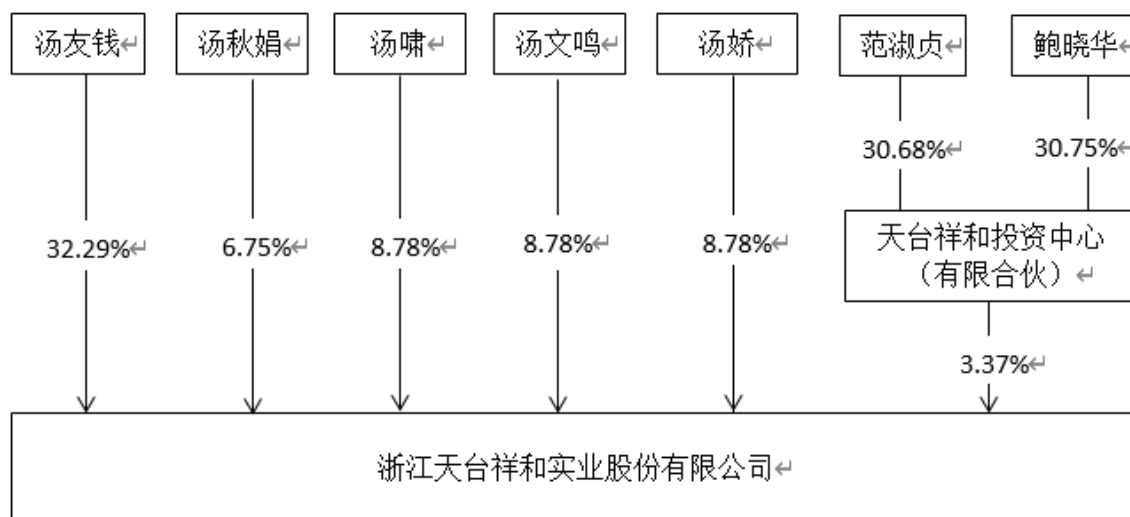 汤友钱↵
汤秋娟↵
汤啸↵
汤文鸣↵
汤娇↵
范淑贞↵
鲍晓华↵
30.68%↵
30.75%↵
32.29%↵
6.75%↵
8.78%↵
8.78%↵
8.78%↵
天台祥和投资中心
（有限合伙）↵
3.37%↵
浙江天台祥和实业股份有限公司↵